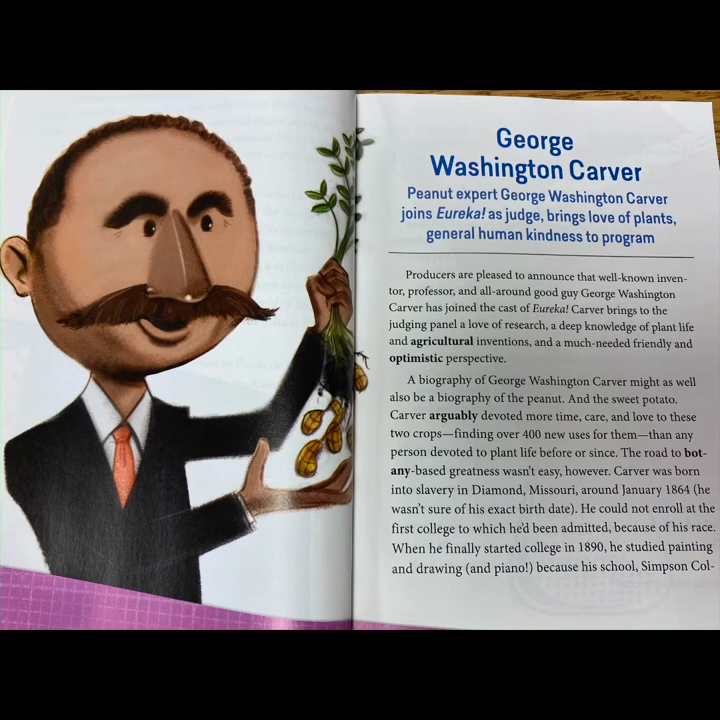 George
Washington Carver
Peanut expert George Washington Carver
joins Eureka! as judge, brings love of plants,
general human kindness to program
Producers are pleased to announce that well-known inven-
tor, professor, and all-around good guy George Washington
Carver has joined the cast of Eureka! Carver brings to the
judging panel a love of research, a deep knowledge of plant life
and agricultural inventions, and a much-needed friendly and
optimistic perspective.
A biography of George Washington Carver might as well
also be a biography of the peanut. And the sweet potato.
Carver arguably devoted more time, care, and love to these
two crops—finding over 400 new uses for them—than any
person devoted to plant life before or since. The road to bot-
any-based greatness wasn't easy, however. Carver was born
into slavery in Diamond, Missouri, around January 1864 (he
wasn't sure of his exact birth date). He could not enroll at the
first college to which he'd been admitted, because of his race.
When he finally started college in 1890, he studied painting
and drawing (and piano!) because his school, Simpson Col-